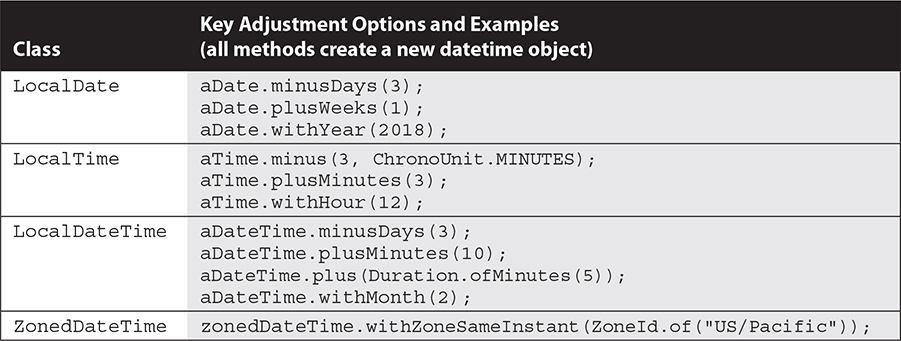 Class
Key Adjustment Options and Examples
(all methods create a new datetime object)
LocalDate
aDate.minusDays(3);
aDate.plusWeeks(1);
aDate.withYear(2018);
LocalTime
aTime.minus(3, ChronoUnit.MINUTES);
aTime.plusMinutes(3);
aTime.withHour(12);
LocalDateTime
aDateTime.minusDays(3);
aDateTime.plusMinutes(10);
aDateTime.plus(Duration.ofMinutes(5));
aDateTime.withMonth(2);
ZonedDateTime
zonedDateTime.withZoneSameInstant(ZoneId.of("US/Pacific"));